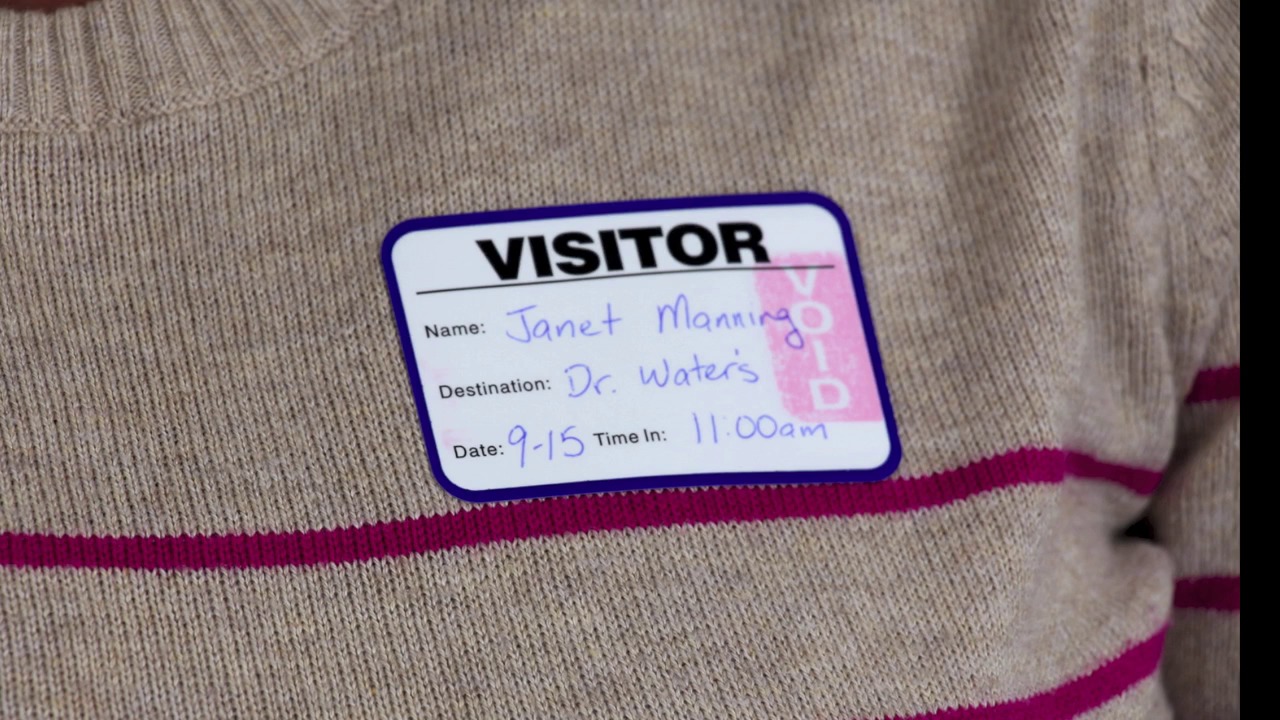 VISITOR
Name: Janet Manning
Destination: Dr. Water's
Date: 9-15 Time In: 11:00am
VOID